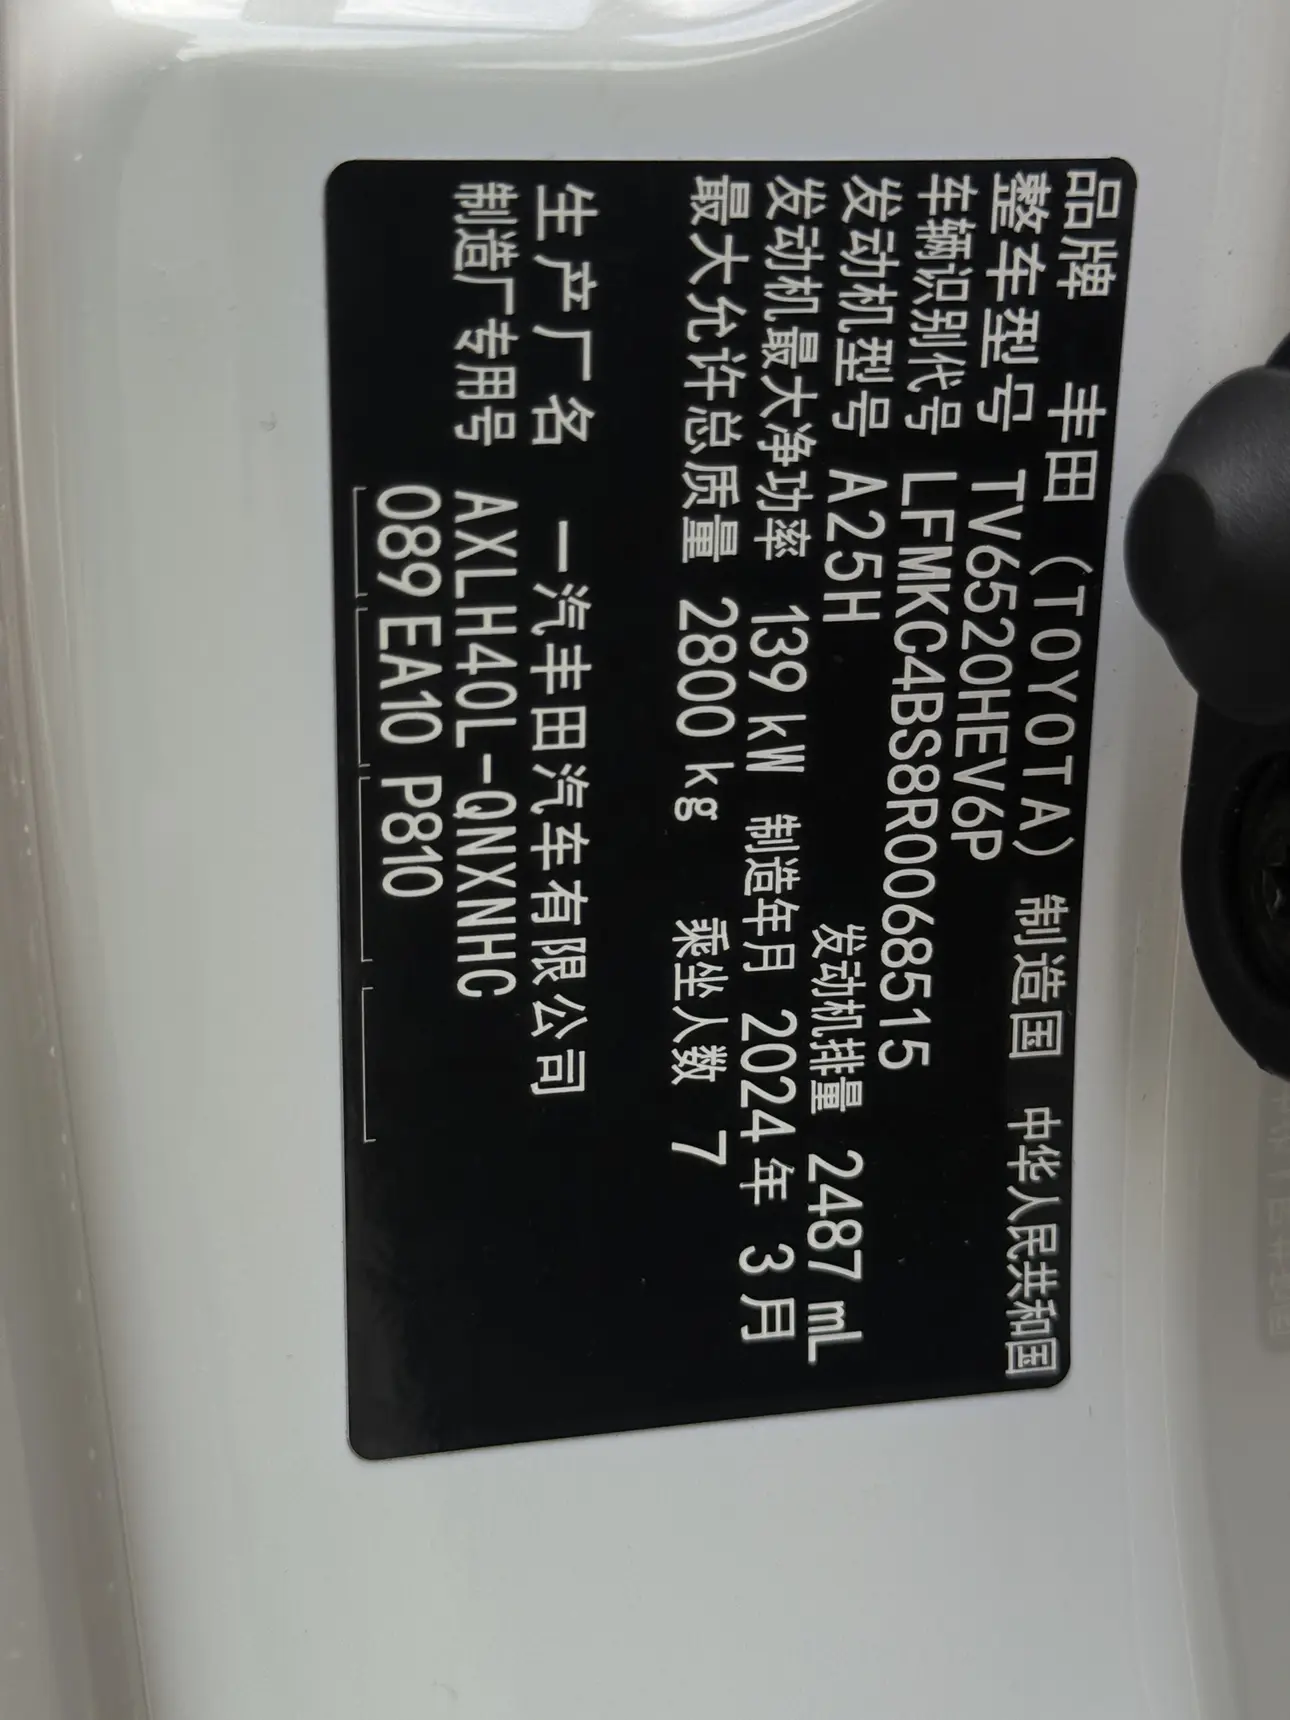 品牌 丰田 (TOYOTA) 制造国 中华人民共和国
整车型号 TV6520HEV6P
车辆识别代号 LFMKC4BS8R0068515
发动机型号 A25H 发动机排量 2487 mL
发动机最大净功率 139 kW 制造年月 2024 年 3 月
最大允许总质量 2800 kg 乘坐人数 7
生产厂名 一汽丰田汽车有限公司
制造厂专用号 AXLH40L-QNXNHC
089 EA10 P810